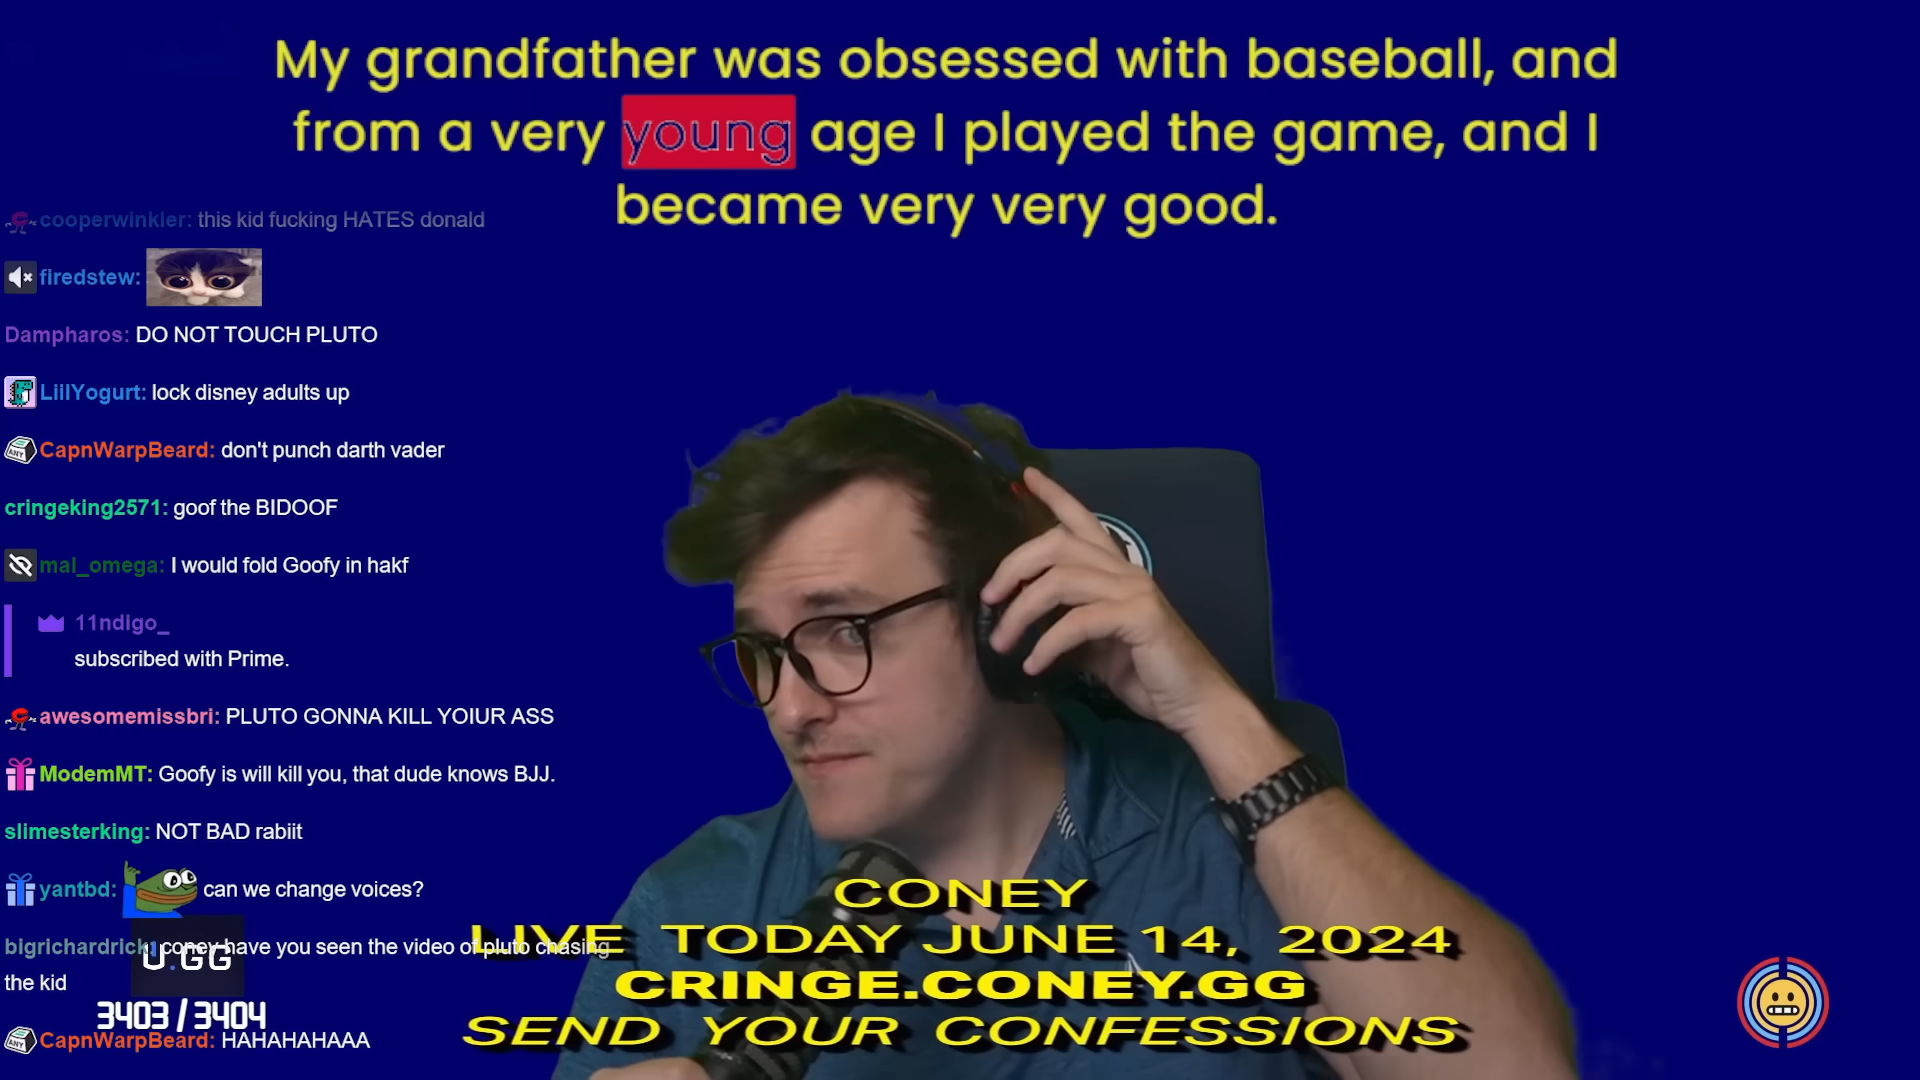 My grandfather was obsessed with baseball, and
from a very young age I played the game, and I
became very very good.
cooperwinkler: this kid fucking HATES donald
firedstew:
Dampharos: DO NOT TOUCH PLUTO
LiilYogurt: lock disney adults up
ANY CapnWarpBeard: don't punch darth vader
cringeking2571: goof the BIDOOF
mal_omega: I would fold Goofy in hakf
11ndigo_
subscribed with Prime.
awesomemissbri: PLUTO GONNA KILL YOIUR ASS
ModemMT: Goofy is will kill you, that dude knows BJJ.
slimesterking: NOT BAD rabiit
yantbd: can we change voices?
bigrichardrick: coney have you seen the video of pluto chasing
the kid
ANY CapnWarpBeard: HAHAHAHAAA
U.GG
3403 / 3404
CONEY
LIVE TODAY JUNE 14, 2024
CRINGE.CONEY.GG
SEND YOUR CONFESSIONS